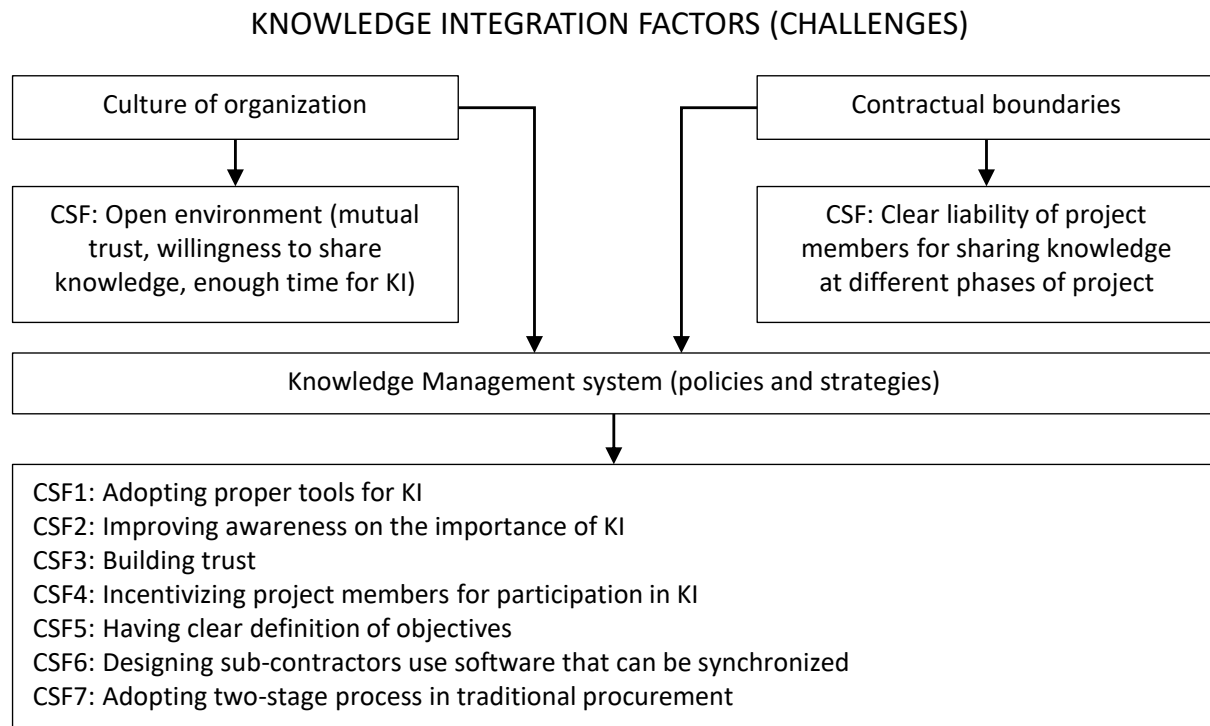 KNOWLEDGE INTEGRATION FACTORS (CHALLENGES)
Culture of organization
Contractual boundaries
CSF: Open environment (mutual
trust, willingness to share
knowledge, enough time for KI)
CSF: Clear liability of project
members for sharing knowledge
at different phases of project
Knowledge Management system (policies and strategies)
CSF1: Adopting proper tools for KI
CSF2: Improving awareness on the importance of KI
CSF3: Building trust
CSF4: Incentivizing project members for participation in KI
CSF5: Having clear definition of objectives
CSF6: Designing sub-contractors use software that can be synchronized
CSF7: Adopting two-stage process in traditional procurement